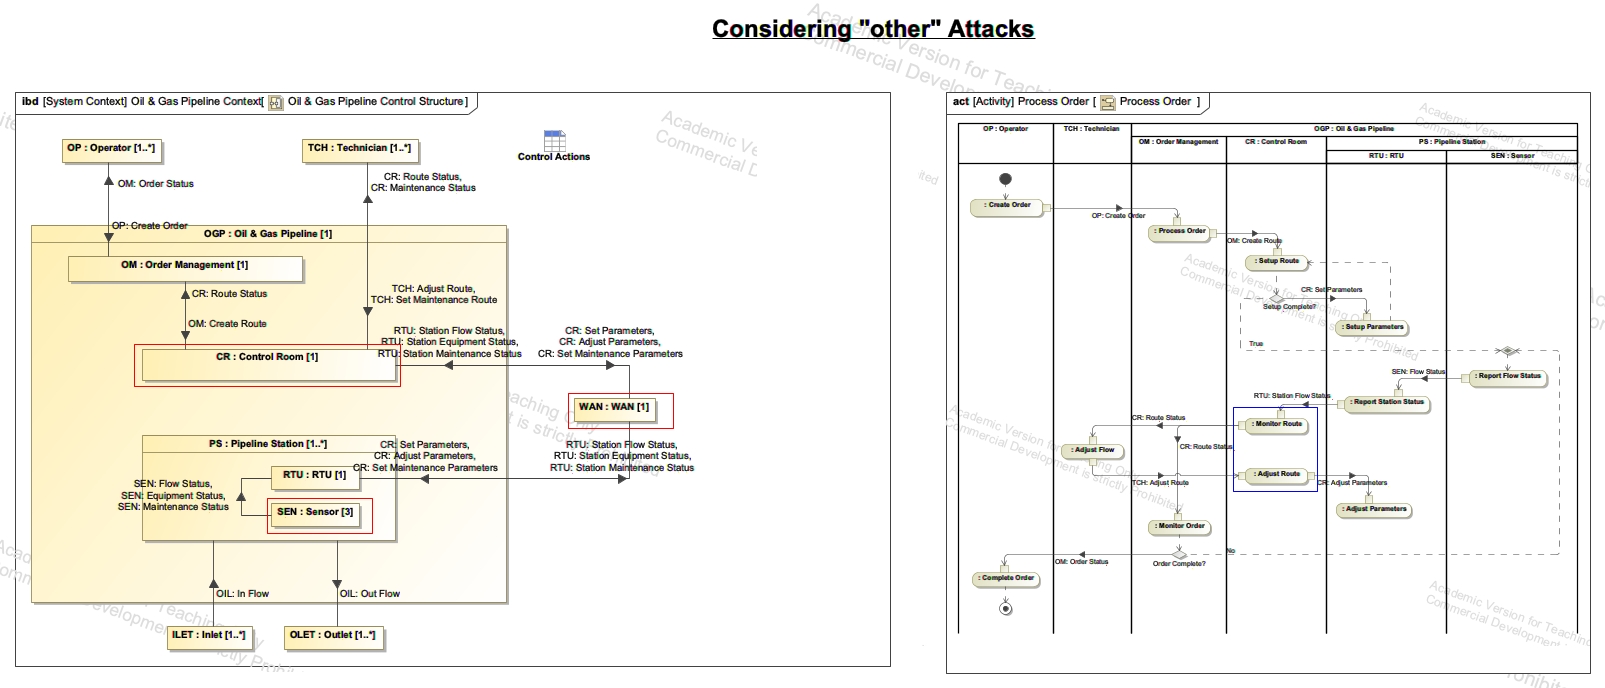 Considering "other" Attacks
ibd [System Context] Oil & Gas Pipeline Context[ Oil & Gas Pipeline Control Structure]
OP : Operator [1..*]
TCH : Technician [1..*]
Control Actions
OM: Order Status
CR: Route Status,
CR: Maintenance Status
OP: Create Order
OGP : Oil & Gas Pipeline [1]
OM : Order Management [1]
CR: Route Status
TCH: Adjust Route,
TCH: Set Maintenance Route
OM: Create Route
RTU: Station Flow Status,
RTU: Station Equipment Status,
RTU: Station Maintenance Status
CR: Set Parameters,
CR: Adjust Parameters,
CR: Set Maintenance Parameters
CR : Control Room [1]
WAN : WAN [1]
PS : Pipeline Station [1..*]
CR: Set Parameters,
CR: Adjust Parameters,
CR: Set Maintenance Parameters
RTU: Station Flow Status,
RTU: Station Equipment Status,
RTU: Station Maintenance Status
RTU : RTU [1]
SEN: Flow Status,
SEN: Equipment Status,
SEN: Maintenance Status
SEN : Sensor [3]
OIL: In Flow
OIL: Out Flow
ILET : Inlet [1..*]
OLET : Outlet [1..*]
Academic Ve
Commercial D
act [Activity] Process Order [ Process Order ]
OP : Operator
TCH : Technician
OGP : Oil & Gas Pipeline
OM : Order Management
CR : Control Room
PS : Pipeline Station
RTU : RTU
SEN : Sensor
: Create Order
OP: Create Order
: Process Order
OM: Create Route
: Setup Route
CR: Set Parameters
Setup Complete?
: Setup Parameters
True
SEN: Flow Status
: Report Flow Status
RTU: Station Flow Status
: Report Station Status
CR: Route Status
: Monitor Route
CR: Route Status
: Adjust Flow
TCH: Adjust Route
: Adjust Route
CR: Adjust Parameters
: Adjust Parameters
: Monitor Order
No
OM: Order Status
Order Complete?
: Complete Order
Academic Version for Teaching
Commercial Development